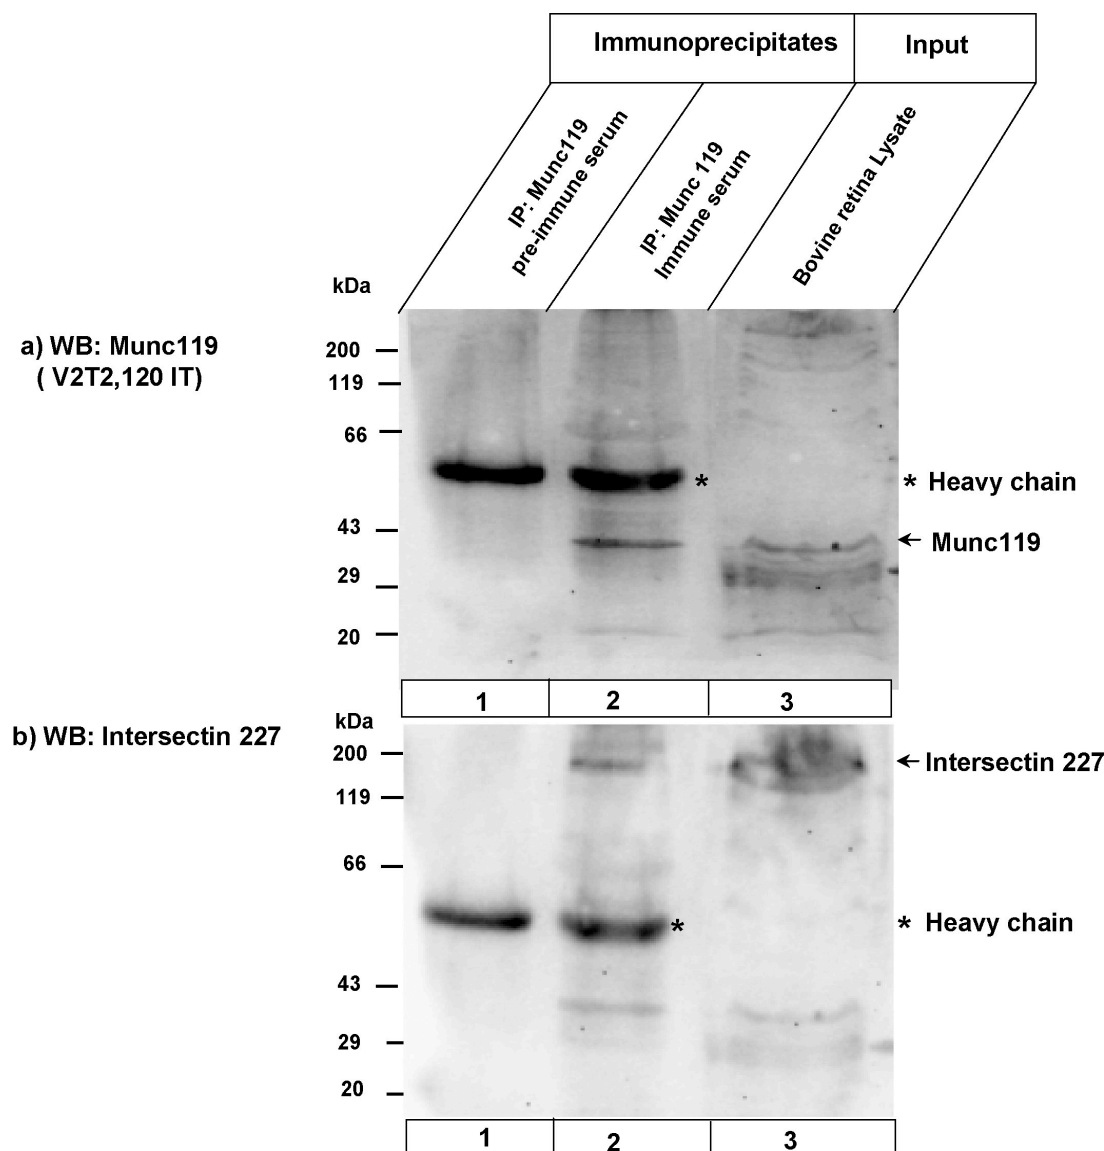 Immunoprecipitates Input
IP: Munc119
pre-immune serum
IP: Munc 119
Immune serum
Bovine retina Lysate
kDa
a) WB: Munc119
( V2T2,120 IT)
200
119
66
* * Heavy chain
43
Munc119
29
20
1 2 3
kDa
b) WB: Intersectin 227
200
Intersectin 227
119
66
* * Heavy chain
43
29
20
1 2 3